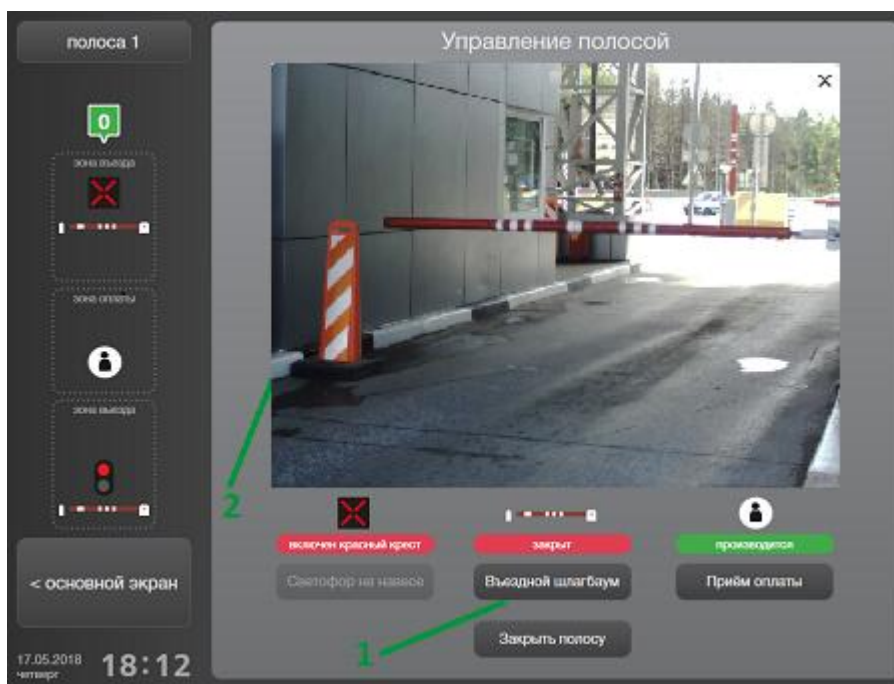 полоса 1
0
зона въезда
зона оплаты
зона выезда
< основной экран
17.05.2018
четверг
18:12
Управление полосой
X
2
включен красный крест
закрыт
производится
Светофор на навесе
Въездной шлагбаум
Приём оплаты
1
Закрыть полосу